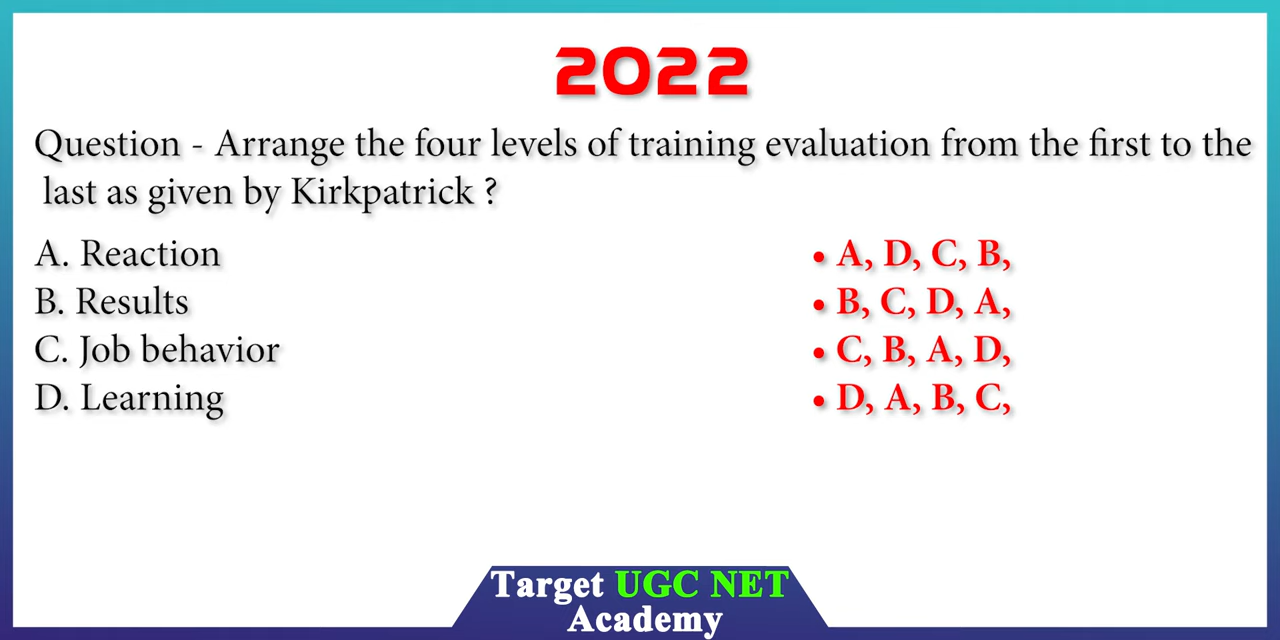 2022
Question - Arrange the four levels of training evaluation from the first to the
last as given by Kirkpatrick ?
A. Reaction
B. Results
C. Job behavior
D. Learning
• A, D, C, B,
• B, C, D, A,
• C, B, A, D,
• D, A, B, C,
Target UGC NET
Academy